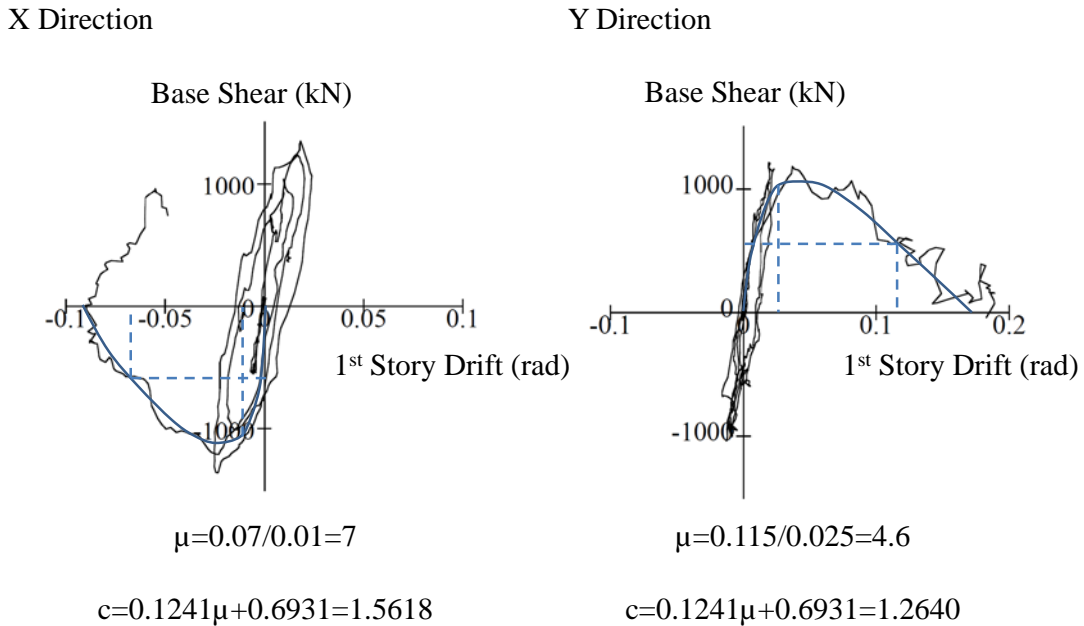 X Direction
Base Shear (kN)
1000
-0.1 -0.05 0 0.05 0.1
1st Story Drift (rad)
-1000
µ=0.07/0.01=7
c=0.1241µ+0.6931=1.5618
Y Direction
Base Shear (kN)
1000
-0.1 0 0.1 0.2
1st Story Drift (rad)
-1000
µ=0.115/0.025=4.6
c=0.1241µ+0.6931=1.2640